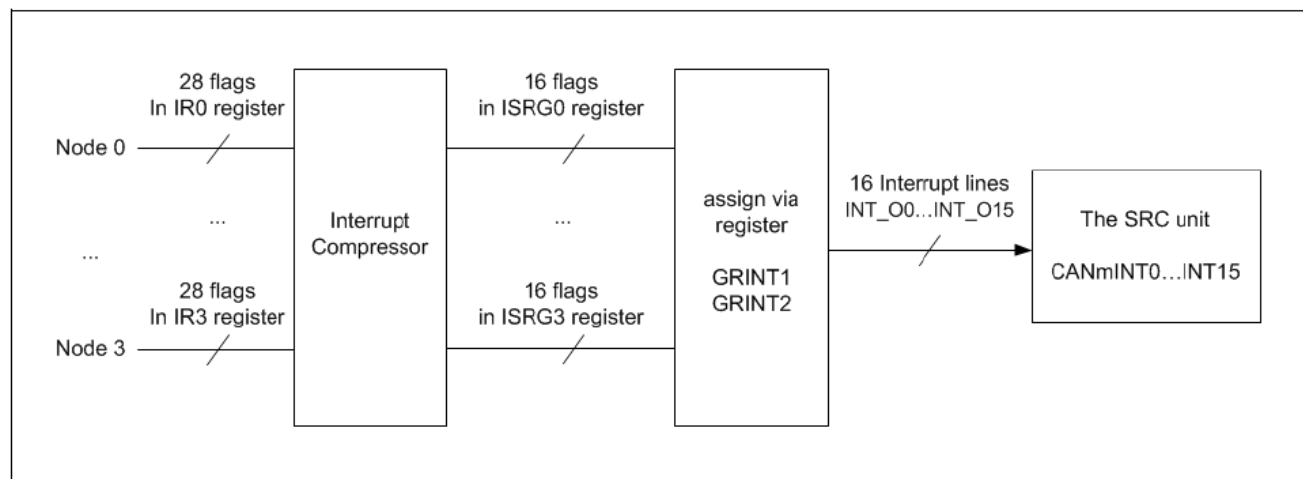 28 flags
In IR0 register
16 flags
in ISRG0 register
Node 0
...
...
Interrupt
Compressor
...
assign via
register
GRINT1
GRINT2
16 Interrupt lines
INT_O0...INT_O15
The SRC unit
CANmINT0...INT15
...
28 flags
In IR3 register
16 flags
in ISRG3 register
Node 3